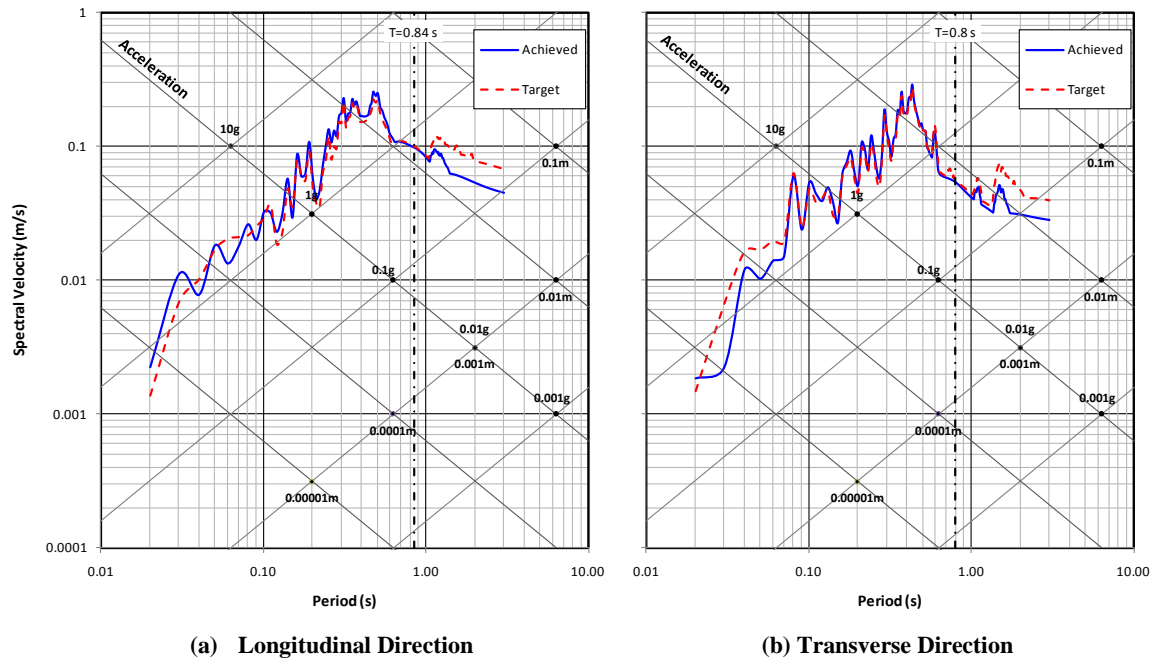 1
0.1
0.01
0.001
0.0001
Spectral Velocity (m/s)
Acceleration
T=0.84 s
Achieved
Target
10g
1g
0.1g
0.01g
0.001g
0.1m
0.01m
0.001m
0.0001m
0.00001m
0.01
0.10
1.00
10.00
Period (s)
(a) Longitudinal Direction
Acceleration
T=0.8 s
Achieved
Target
10g
1g
0.1g
0.01g
0.001g
0.1m
0.01m
0.001m
0.0001m
0.00001m
0.01
0.10
1.00
10.00
Period (s)
(b) Transverse Direction